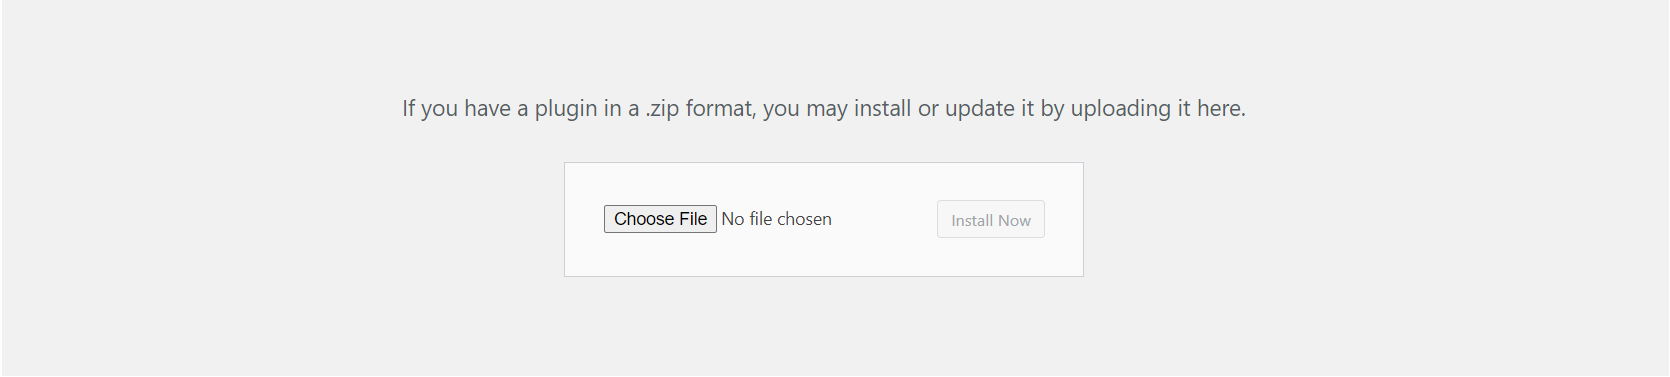 If you have a plugin in a .zip format, you may install or update it by uploading it here.
Choose File No file chosen Install Now